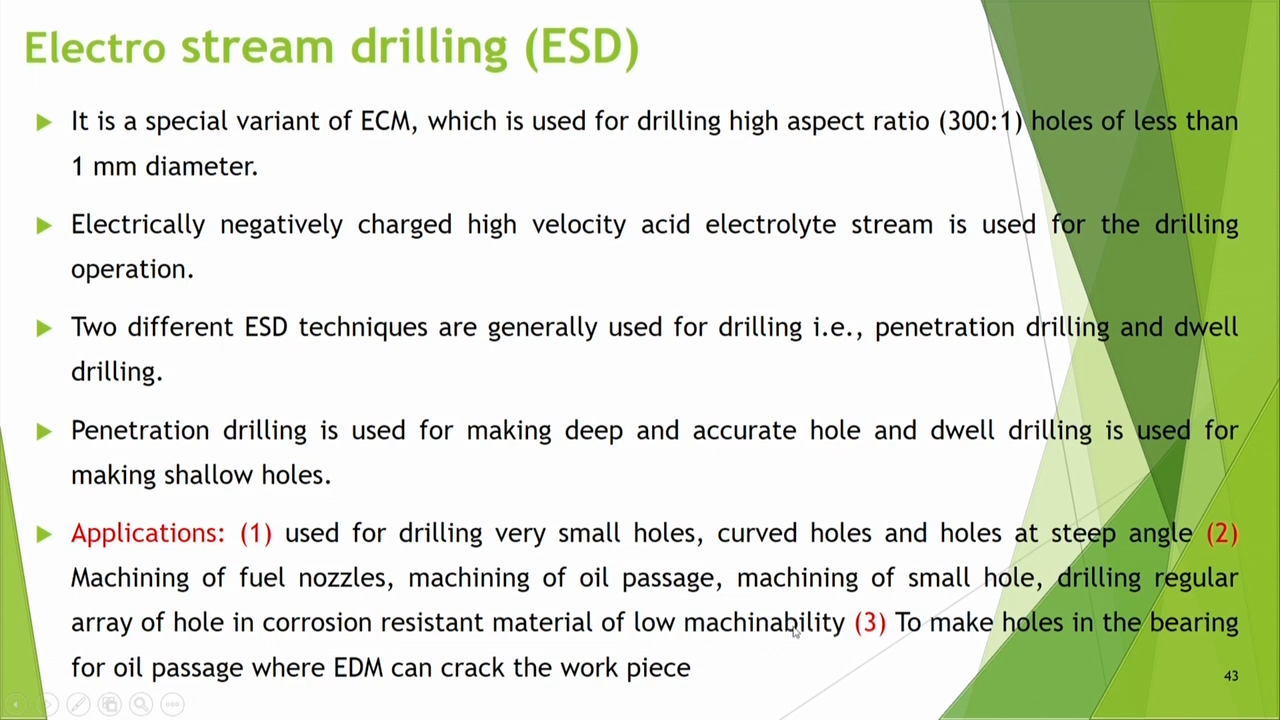 Electro stream drilling (ESD)
It is a special variant of ECM, which is used for drilling high aspect ratio (300:1) holes of less than
1 mm diameter.
Electrically negatively charged high velocity acid electrolyte stream is used for the drilling
operation.
Two different ESD techniques are generally used for drilling i.e., penetration drilling and dwell
drilling.
Penetration drilling is used for making deep and accurate hole and dwell drilling is used for
making shallow holes.
Applications: (1) used for drilling very small holes, curved holes and holes at steep angle (2)
Machining of fuel nozzles, machining of oil passage, machining of small hole, drilling regular
array of hole in corrosion resistant material of low machinability (3) To make holes in the bearing
for oil passage where EDM can crack the work piece
43